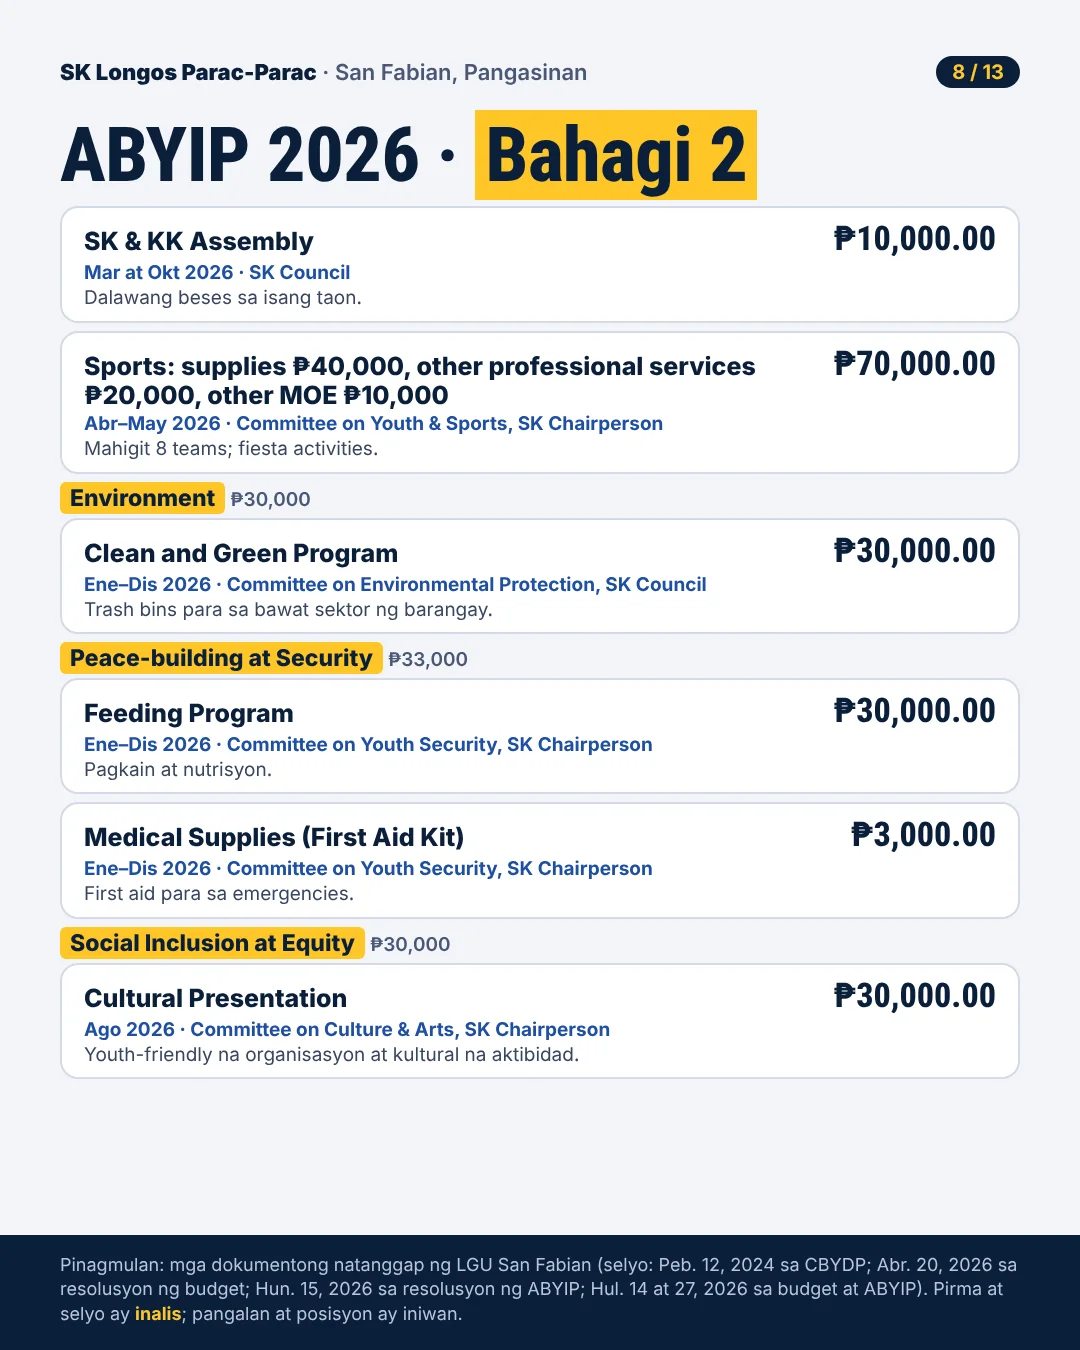 SK Longos Parac-Parac · San Fabian, Pangasinan
8 / 13
ABYIP 2026 · Bahagi 2
SK & KK Assembly
₱10,000.00
Mar at Okt 2026 · SK Council
Dalawang beses sa isang taon.
Sports: supplies ₱40,000, other professional services
₱20,000, other MOE ₱10,000
₱70,000.00
Abr–May 2026 · Committee on Youth & Sports, SK Chairperson
Mahigit 8 teams; fiesta activities.
Environment ₱30,000
Clean and Green Program
₱30,000.00
Ene–Dis 2026 · Committee on Environmental Protection, SK Council
Trash bins para sa bawat sektor ng barangay.
Peace-building at Security ₱33,000
Feeding Program
₱30,000.00
Ene–Dis 2026 · Committee on Youth Security, SK Chairperson
Pagkain at nutrisyon.
Medical Supplies (First Aid Kit)
₱3,000.00
Ene–Dis 2026 · Committee on Youth Security, SK Chairperson
First aid para sa emergencies.
Social Inclusion at Equity ₱30,000
Cultural Presentation
₱30,000.00
Ago 2026 · Committee on Culture & Arts, SK Chairperson
Youth-friendly na organisasyon at kultural na aktibidad.
Pinagmulan: mga dokumentong natanggap ng LGU San Fabian (selyo: Peb. 12, 2024 sa CBYDP; Abr. 20, 2026 sa
resolusyon ng budget; Hun. 15, 2026 sa resolusyon ng ABYIP; Hul. 14 at 27, 2026 sa budget at ABYIP). Pirma at
selyo ay inalis; pangalan at posisyon ay iniwan.